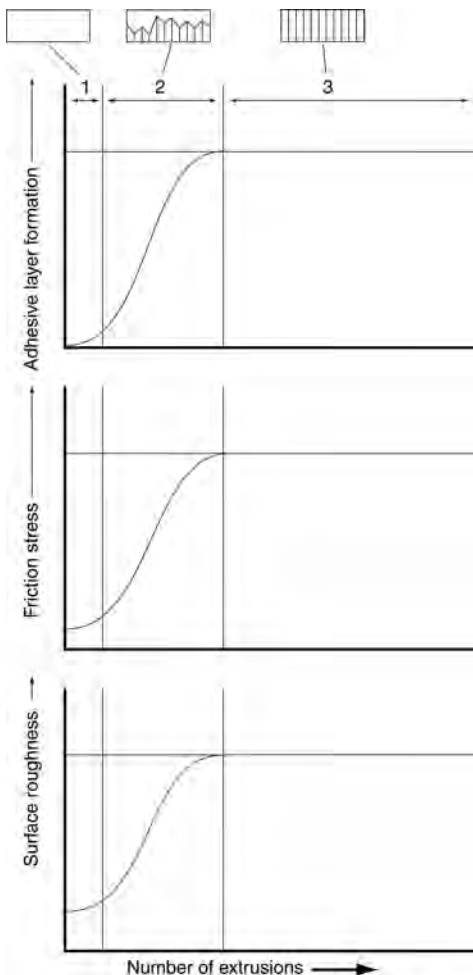 1 2 3
Adhesive layer formation
Friction stress
Surface roughness
Number of extrusions